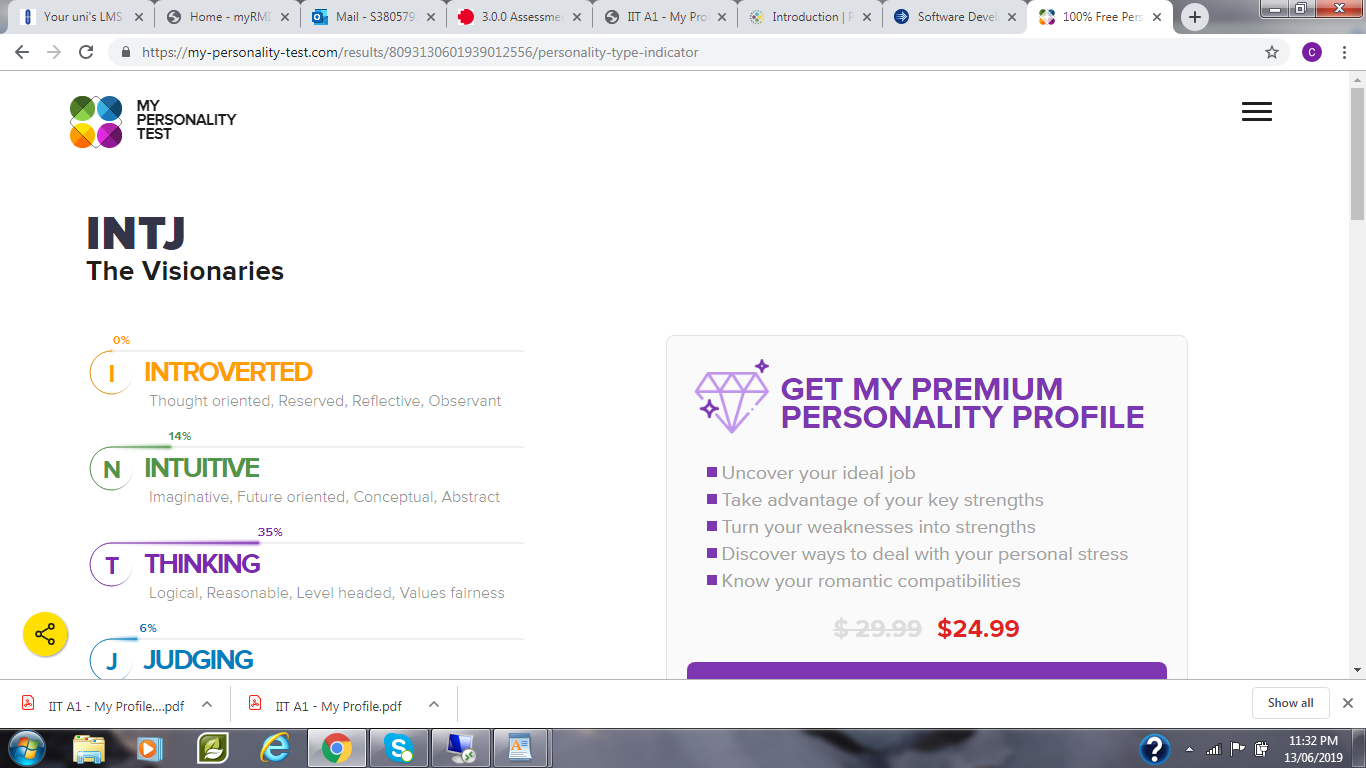 Your uni's LMS
Home - myRMI
Mail - S380579
3.0.0 Assessmen
IIT A1 - My Pro
Introduction | P
Software Devel
100% Free Pers
https://my-personality-test.com/results/8093130601939012556/personality-type-indicator
C
MY
PERSONALITY
TEST
INTJ
The Visionaries
0%
I
INTROVERTED
Thought oriented, Reserved, Reflective, Observant
14%
N
INTUITIVE
Imaginative, Future oriented, Conceptual, Abstract
35%
T
THINKING
Logical, Reasonable, Level headed, Values fairness
6%
J
JUDGING
GET MY PREMIUM
PERSONALITY PROFILE
Uncover your ideal job
Take advantage of your key strengths
Turn your weaknesses into strengths
Discover ways to deal with your personal stress
Know your romantic compatibilities
$ 29.99 $24.99
IIT A1 - My Profile....pdf
IIT A1 - My Profile.pdf
Show all
11:32 PM
13/06/2019